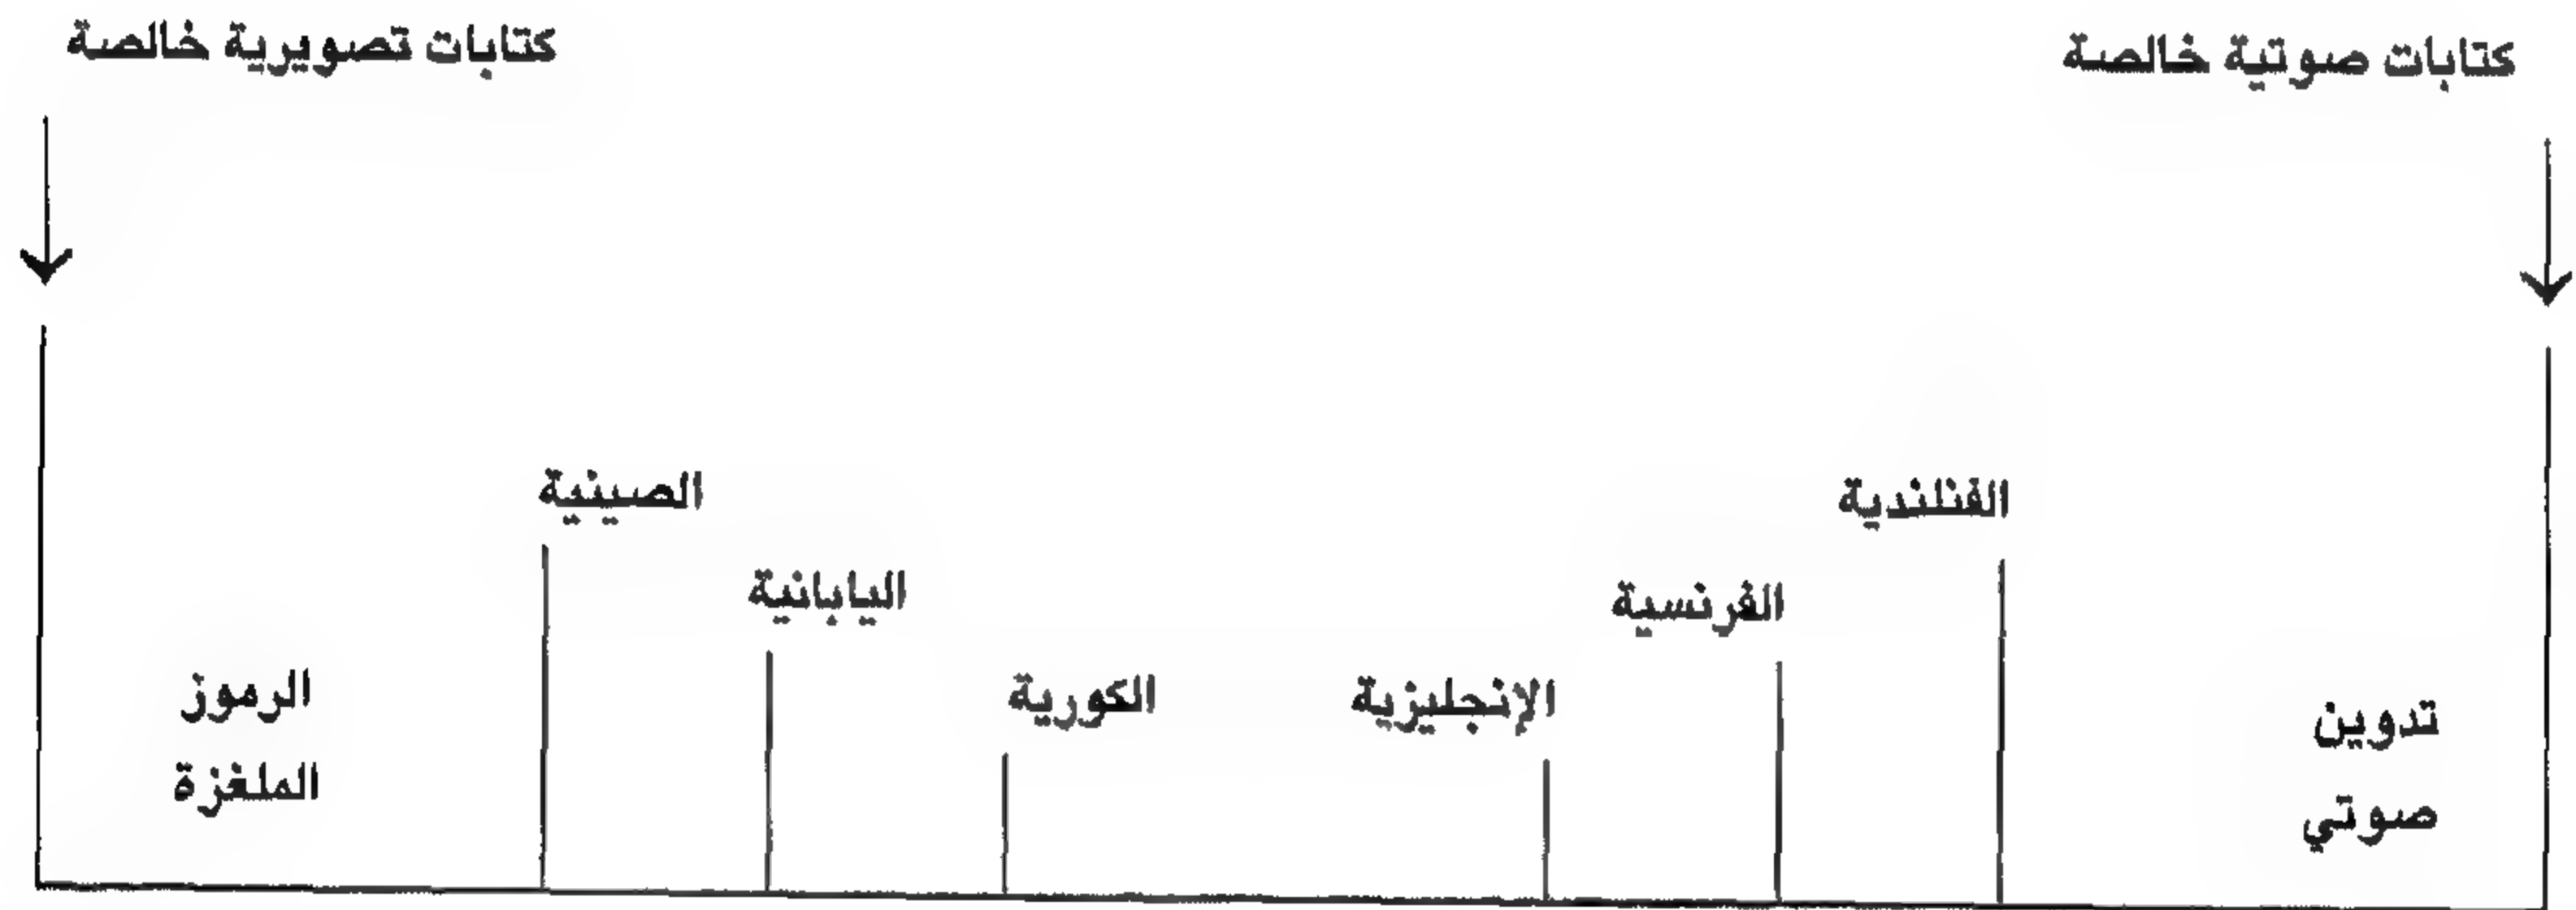 كتابات صوتية خالصة
كتابات تصويرية خالصة
الفنلندية
الصينية
الفرنسية
اليابانية
الإنجليزية
الكورية
تدوين
صوتي
الرموز
الملغزة